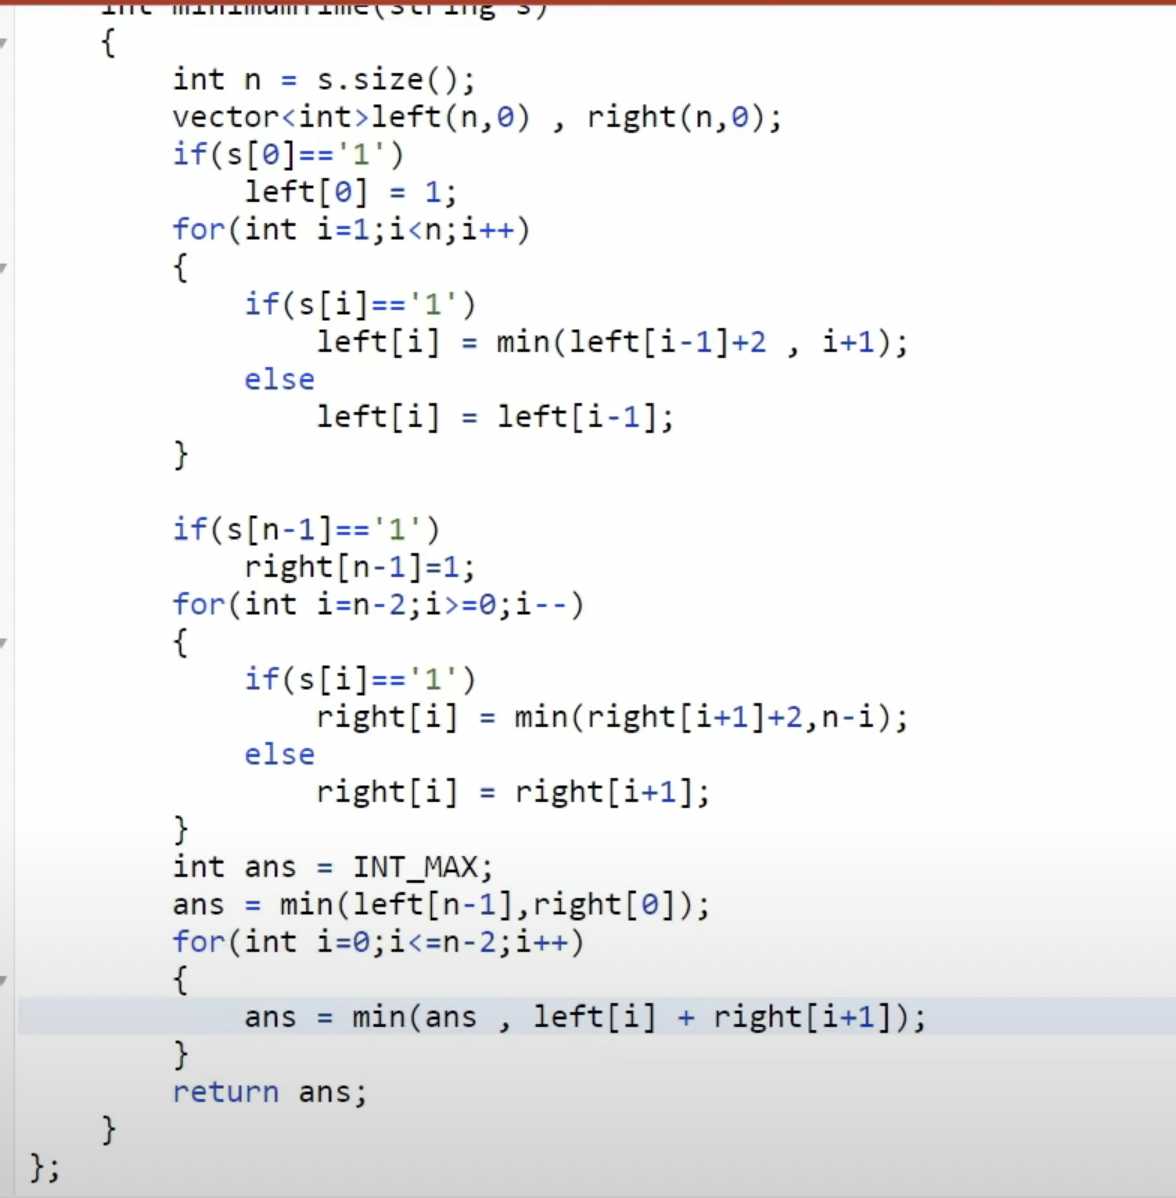 int minimumTime(string s)
{
int n = s.size();
vector<int>left(n,0) , right(n,0);
if(s[0]=='1')
left[0] = 1;
for(int i=1;i<n;i++)
{
if(s[i]=='1')
left[i] = min(left[i-1]+2 , i+1);
else
left[i] = left[i-1];
}
if(s[n-1]=='1')
right[n-1]=1;
for(int i=n-2;i>=0;i--)
{
if(s[i]=='1')
right[i] = min(right[i+1]+2,n-i);
else
right[i] = right[i+1];
}
int ans = INT_MAX;
ans = min(left[n-1],right[0]);
for(int i=0;i<=n-2;i++)
{
ans = min(ans , left[i] + right[i+1]);
}
return ans;
}
};